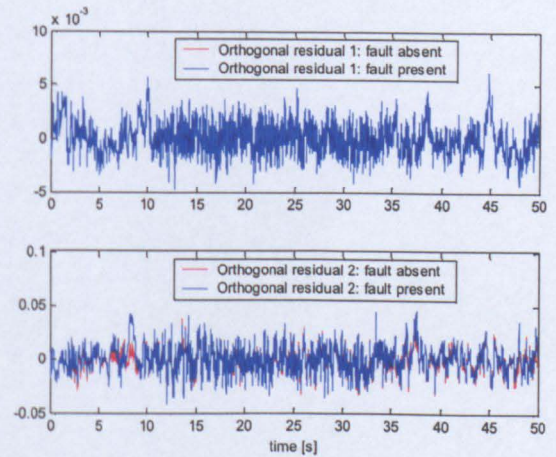 x 10⁻³
10
Orthogonal residual 1: fault absent
Orthogonal residual 1: fault present
5
0
-5
0 5 10 15 20 25 30 35 40 45 50
0.1
Orthogonal residual 2: fault absent
Orthogonal residual 2: fault present
0.05
0
-0.05
0 5 10 15 20 25 30 35 40 45 50
time [s]